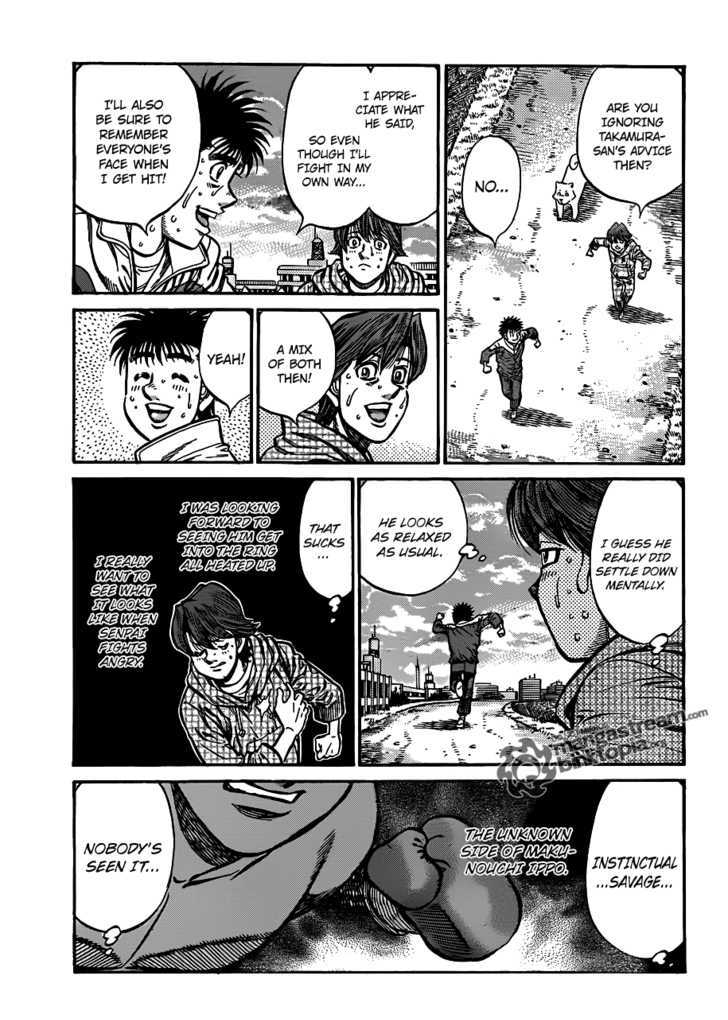 ARE YOU
IGNORING
TAKAMURA-
SAN'S ADVICE
THEN?
NO...
I APPRE-
CIATE WHAT
HE SAID,
SO EVEN
THOUGH I'LL
FIGHT IN MY
OWN WAY...
I'LL ALSO
BE SURE TO
REMEMBER
EVERYONE'S
FACE WHEN
I GET HIT!
A MIX
OF BOTH
THEN!
YEAH!
I GUESS HE
REALLY DID
SETTLE DOWN
MENTALLY.
HE LOOKS
AS RELAXED
AS USUAL.
THAT
SUCKS
...
I WAS LOOKING
FORWARD TO
SEEING HIM GET
INTO THE RING
ALL HEATED UP.
I REALLY
WANT TO
SEE WHAT
IT LOOKS
LIKE WHEN
SENPAI
FIGHTS
ANGRY.
mangastream.com
binktopia.org
INSTINCTUAL
...SAVAGE...
THE UNKNOWN
SIDE OF MAKU-
NOUCHI IPPO.
NOBODY'S
SEEN IT...